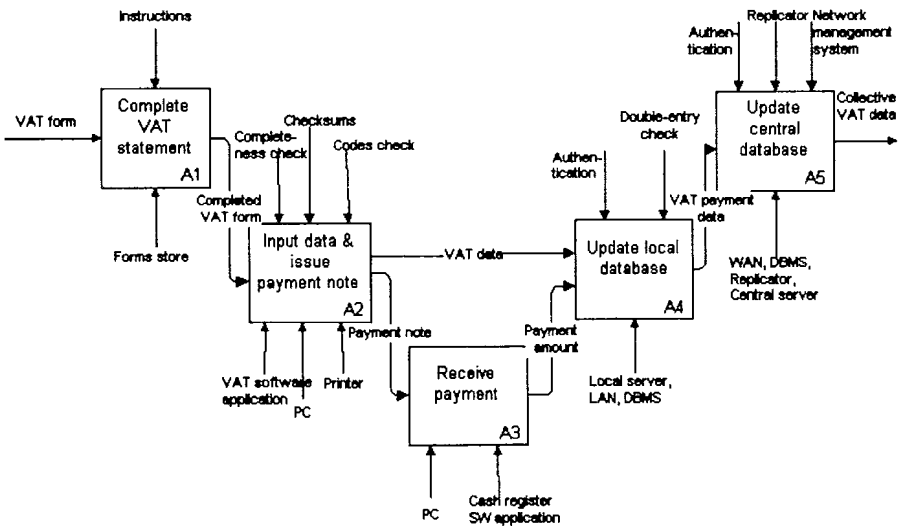 Instructions
VAT form
Complete
VAT
statement
A1
Forms store
Complete-
ness check
Checksums
Codes check
Completed
VAT form
Input data &
issue
payment note
A2
VAT software
application
PC
Printer
VAT data
Payment note
Receive
payment
A3
PC
Cash register
SW application
Payment
amount
Authen-
tication
Double-entry
check
Update local
database
A4
Local server,
LAN, DBMS
VAT payment
data
Authen-
tication
Replicator
Network
management
system
Update
central
database
A5
Collective
VAT data
WAN, DBMS,
Replicator,
Central server